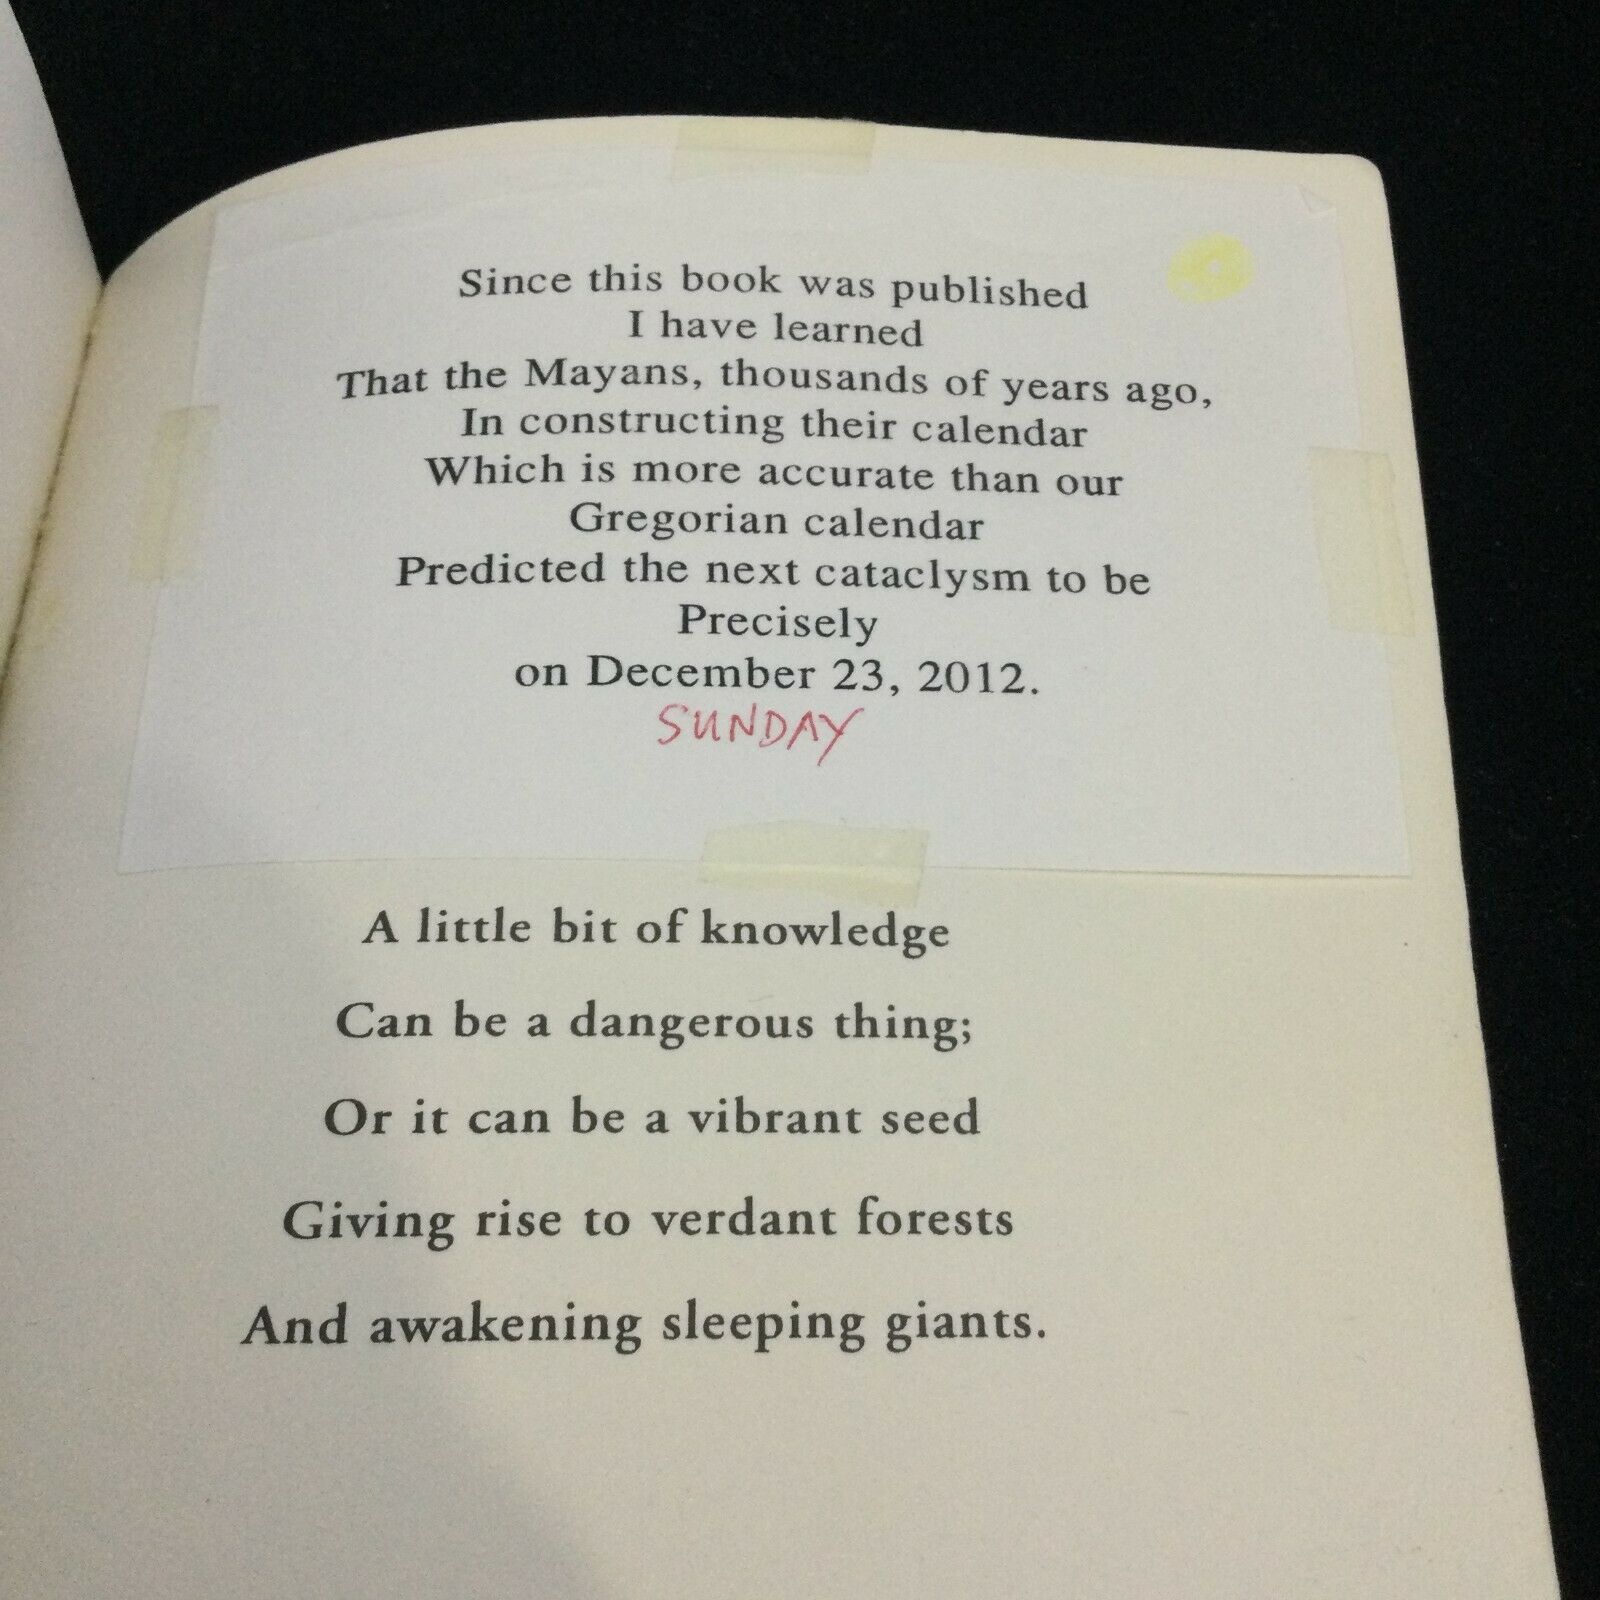 Since this book was published
I have learned
That the Mayans, thousands of years ago,
In constructing their calendar
Which is more accurate than our
Gregorian calendar
Predicted the next cataclysm to be
Precisely
on December 23, 2012.
SUNDAY
A little bit of knowledge
Can be a dangerous thing;
Or it can be a vibrant seed
Giving rise to verdant forests
And awakening sleeping giants.